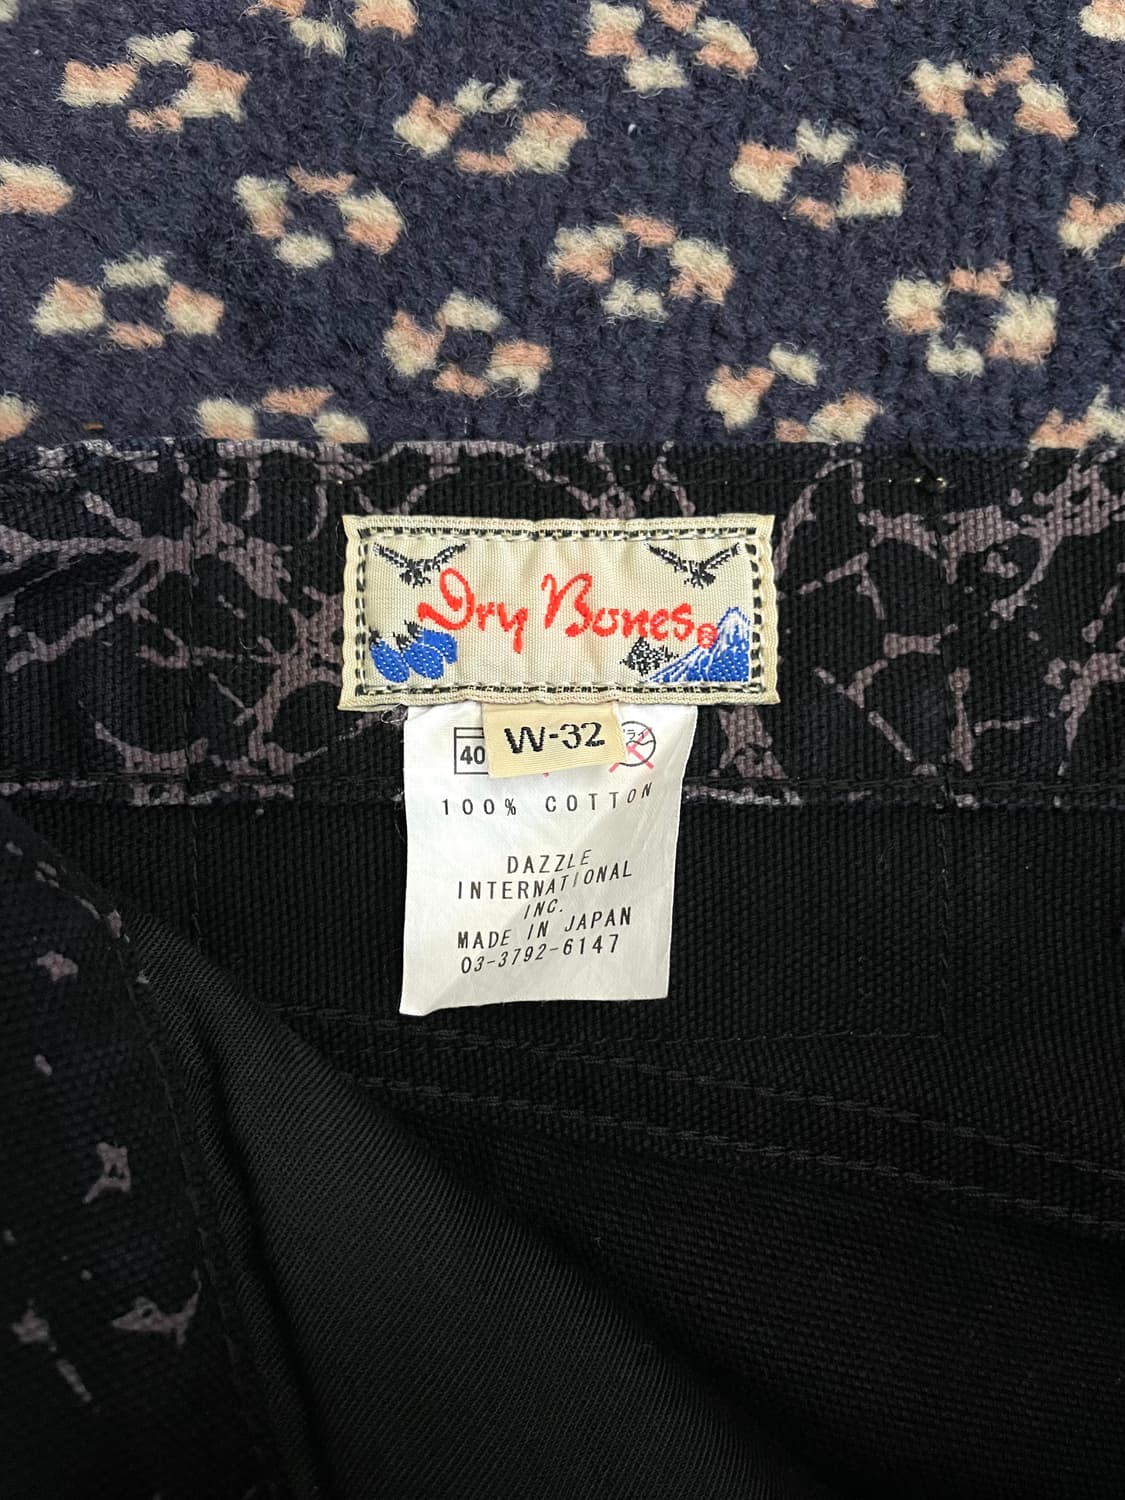 Dry Bones
W-32
40
100% COTTON
DAZZLE
INTERNATIONAL
INC.
MADE IN JAPAN
03-3792-6147